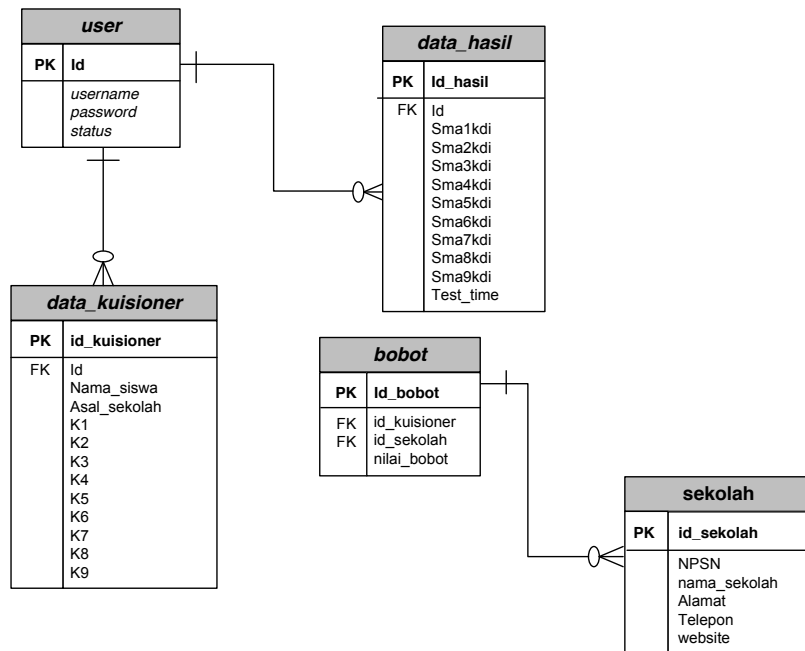 user
PK Id
username
password
status
data_hasil
PK Id_hasil
FK Id
Sma1kdi
Sma2kdi
Sma3kdi
Sma4kdi
Sma5kdi
Sma6kdi
Sma7kdi
Sma8kdi
Sma9kdi
Test_time
data_kuisioner
PK id_kuisioner
FK Id
Nama_siswa
Asal_sekolah
K1
K2
K3
K4
K5
K6
K7
K8
K9
bobot
PK Id_bobot
FK id_kuisioner
FK id_sekolah
nilai_bobot
sekolah
PK id_sekolah
NPSN
nama_sekolah
Alamat
Telepon
website